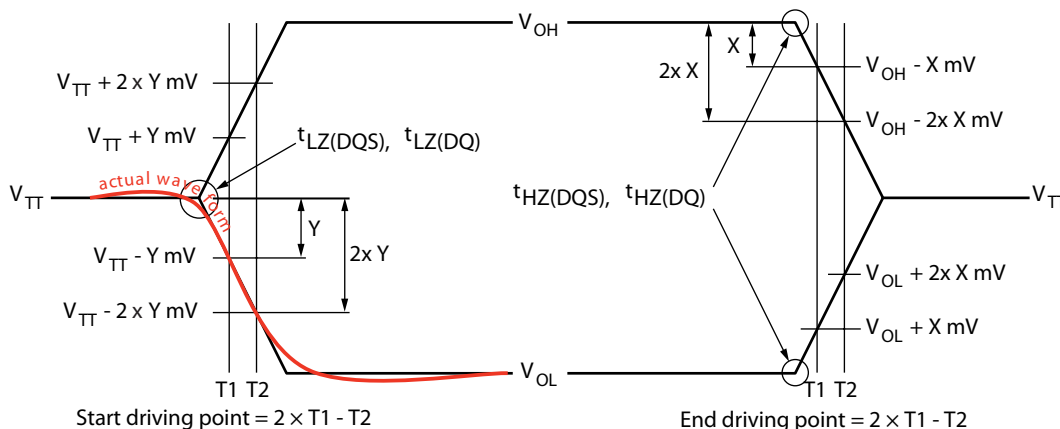 V_OH
X
2x X
V_OH - X mV
V_OH - 2x X mV
V_TT + 2 x Y mV
V_TT + Y mV
t_LZ(DQS), t_LZ(DQ)
actual wave form
V_TT
t_HZ(DQS), t_HZ(DQ)
V_T
Y
2x Y
V_TT - Y mV
V_TT - 2 x Y mV
V_OL + 2x X mV
V_OL + X mV
V_OL
T1 T2
T1 T2
Start driving point = 2 × T1 - T2
End driving point = 2 × T1 - T2